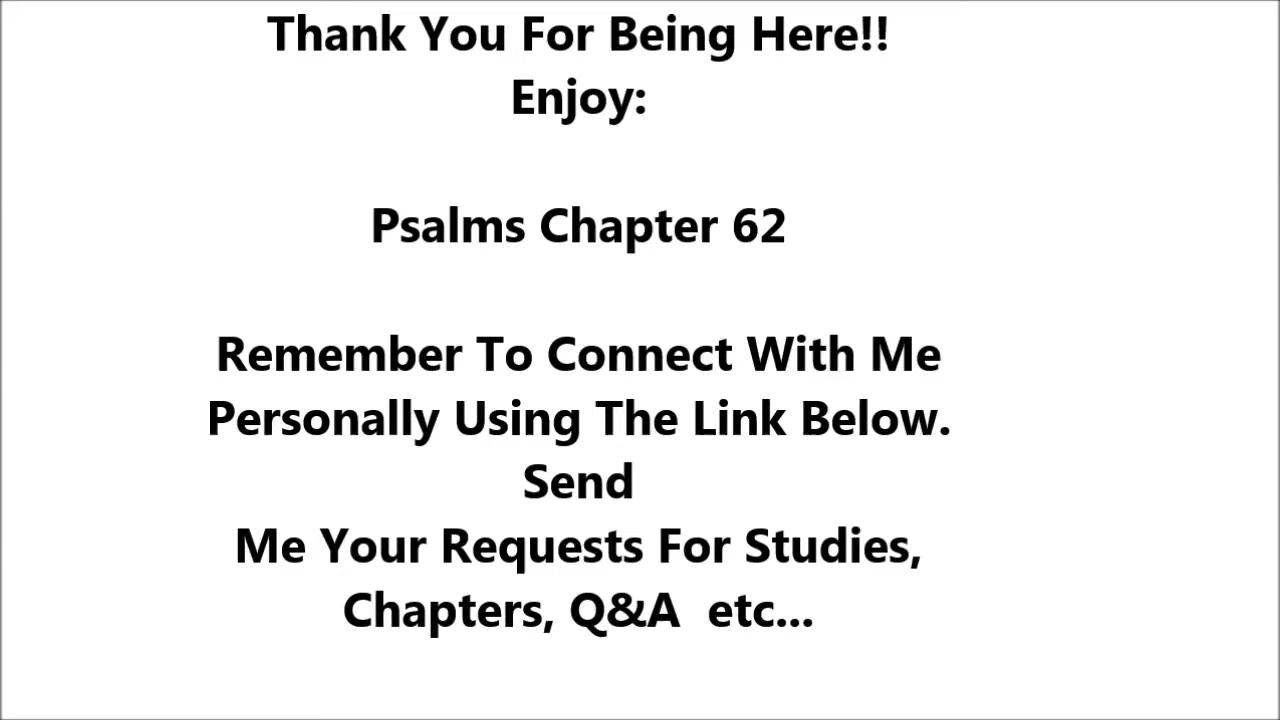 Thank You For Being Here!!
Enjoy:
Psalms Chapter 62
Remember To Connect With Me
Personally Using The Link Below.
Send
Me Your Requests For Studies,
Chapters, Q&A  etc...